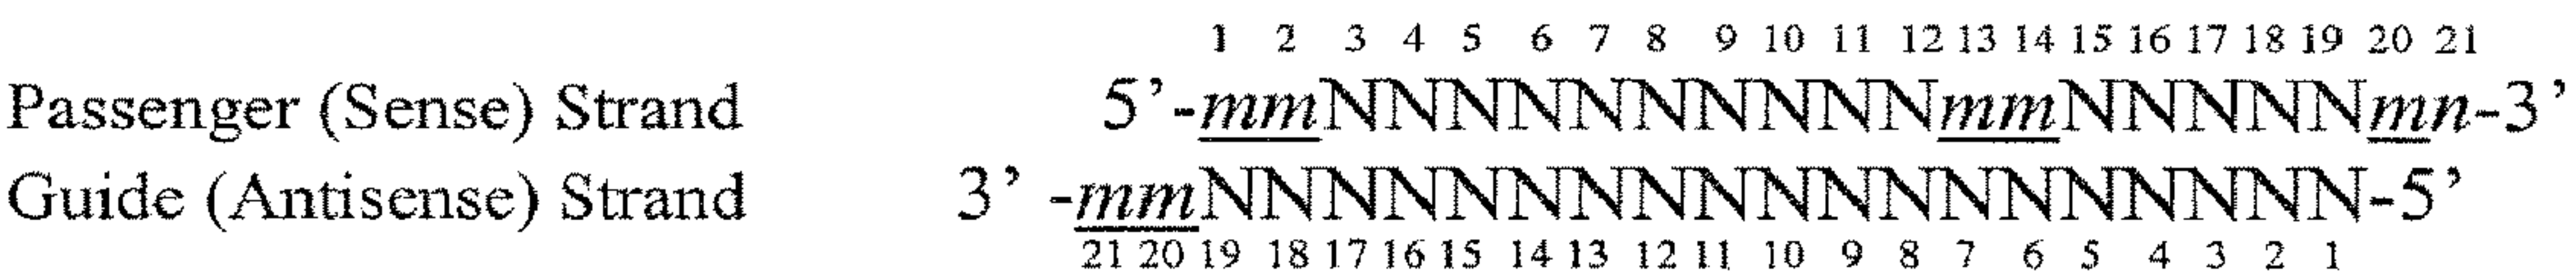 1 2 3 4 5 6 7 8 9 10 11 12 13 14 15 16 17 18 19 20 21
Passenger (Sense) Strand 5’-mmNNNNNNNNNNmmNNNNNmn-3’
Guide (Antisense) Strand 3’ -mmNNNNNNNNNNNNNNNNNNN-5’
21 20 19 18 17 16 15 14 13 12 11 10 9 8 7 6 5 4 3 2 1